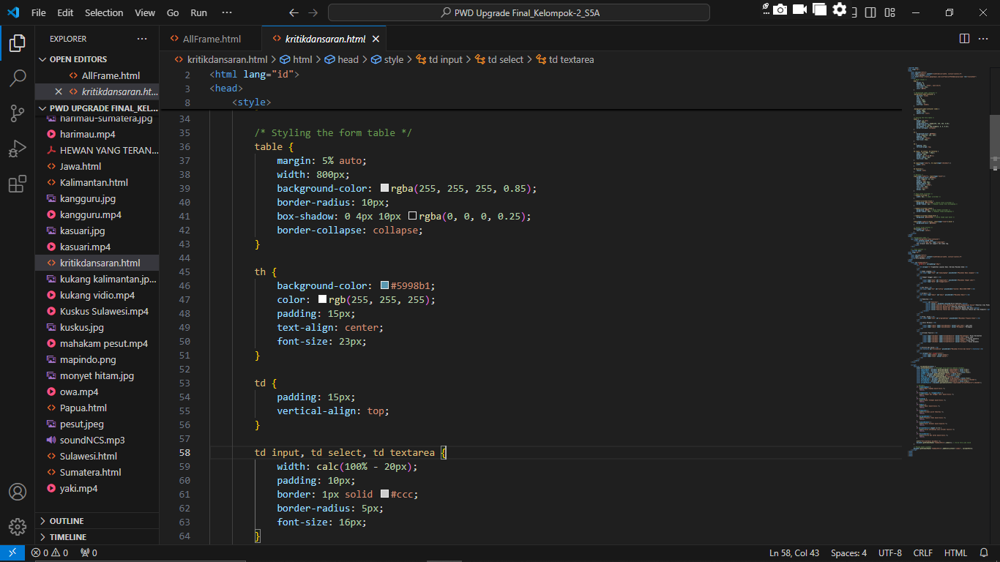 File Edit Selection View Go Run ···
PWD Upgrade Final_Kelompok-2_S5A
EXPLORER ···
OPEN EDITORS
AllFrame.html
kritikdansaran.ht...
PWD UPGRADE FINAL_KEL...
harimau-sumatera.jpg
harimau.mp4
HEWAN YANG TERAN...
Jawa.html
Kalimantan.html
kangguru.jpg
kangguru.mp4
kasuari.jpg
kasuari.mp4
kritikdansaran.html
kukang kalimantan.jp...
kukang vidio.mp4
Kuskus Sulawesi.mp4
kuskus.jpg
mahakam pesut.mp4
mapindo.png
monyet hitam.jpg
owa.mp4
Papua.html
pesut.jpeg
soundNCS.mp3
Sulawesi.html
Sumatera.html
yaki.mp4
OUTLINE
TIMELINE
AllFrame.html kritikdansaran.html
kritikdansaran.html > html > head > style > td input > td select > td textarea
2 <html lang="id">
3 <head>
8 <style>
34
35 /* Styling the form table */
36 table {
37 margin: 5% auto;
38 width: 800px;
39 background-color: rgba(255, 255, 255, 0.85);
40 border-radius: 10px;
41 box-shadow: 0 4px 10px rgba(0, 0, 0, 0.25);
42 border-collapse: collapse;
43 }
44
45 th {
46 background-color: #5998b1;
47 color: rgb(255, 255, 255);
48 padding: 15px;
49 text-align: center;
50 font-size: 23px;
51 }
52
53 td {
54 padding: 15px;
55 vertical-align: top;
56 }
57
58 td input, td select, td textarea {
59 width: calc(100% - 20px);
60 padding: 10px;
61 border: 1px solid #ccc;
62 border-radius: 5px;
63 font-size: 16px;
64 }
0 0 0 Ln 58, Col 43 Spaces: 4 UTF-8 CRLF HTML